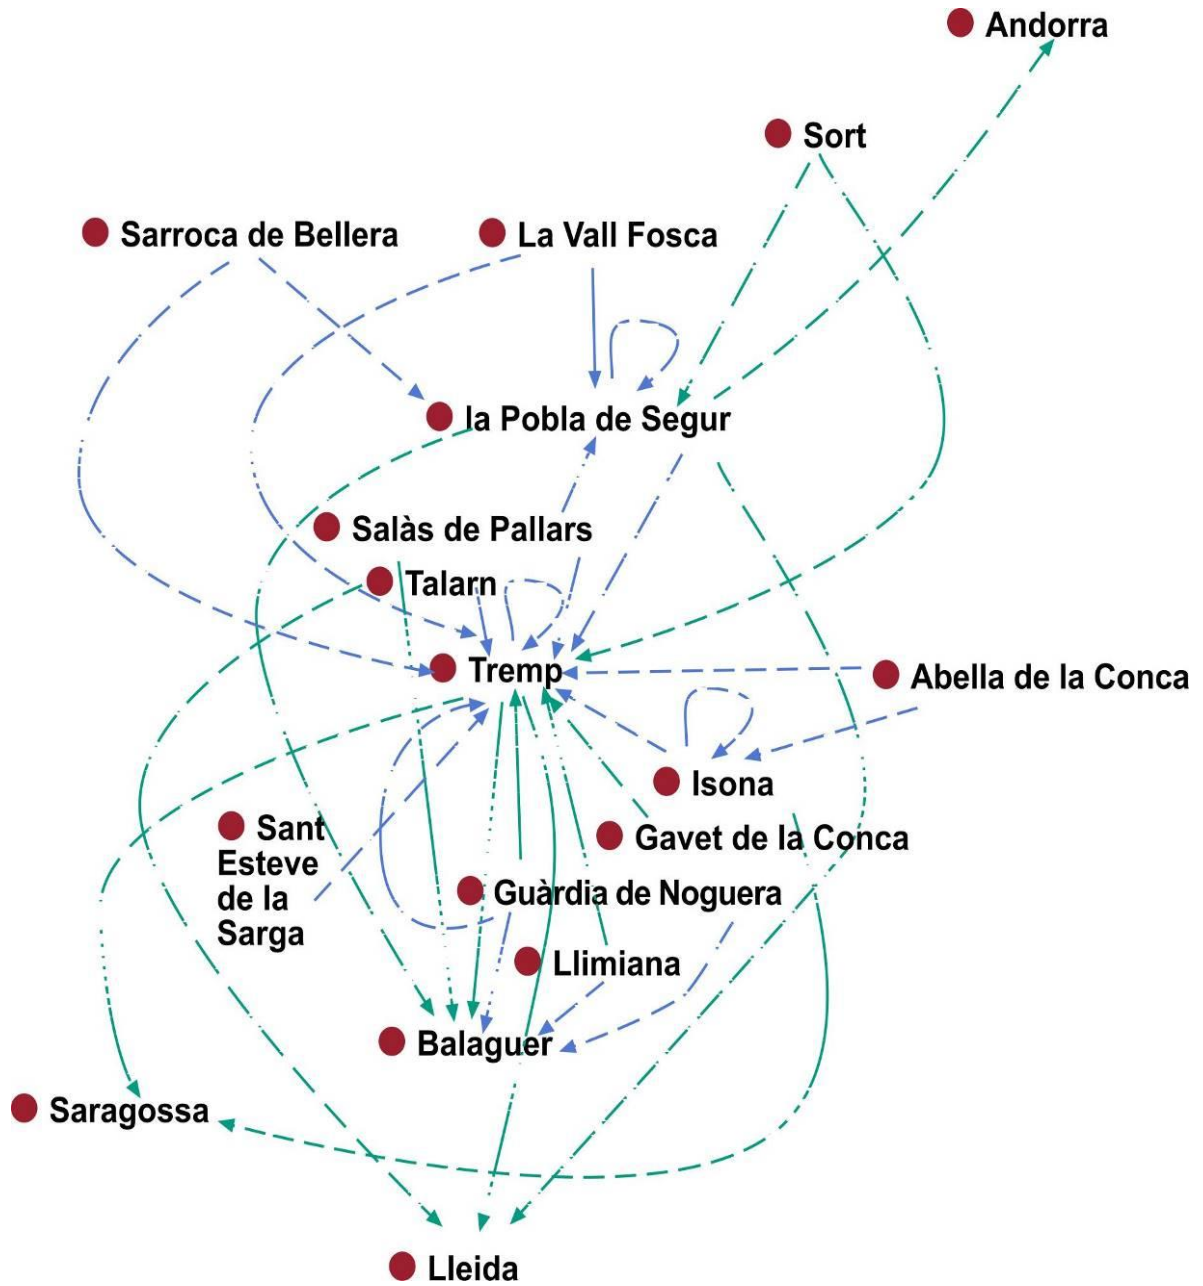 Andorra
Sort
Sarroca de Bellera
La Vall Fosca
la Pobla de Segur
Salàs de Pallars
Talarn
Tremp
Abella de la Conca
Isona
Sant
Esteve
de la
Sarga
Gavet de la Conca
Guàrdia de Noguera
Llimiana
Balaguer
Saragossa
Lleida